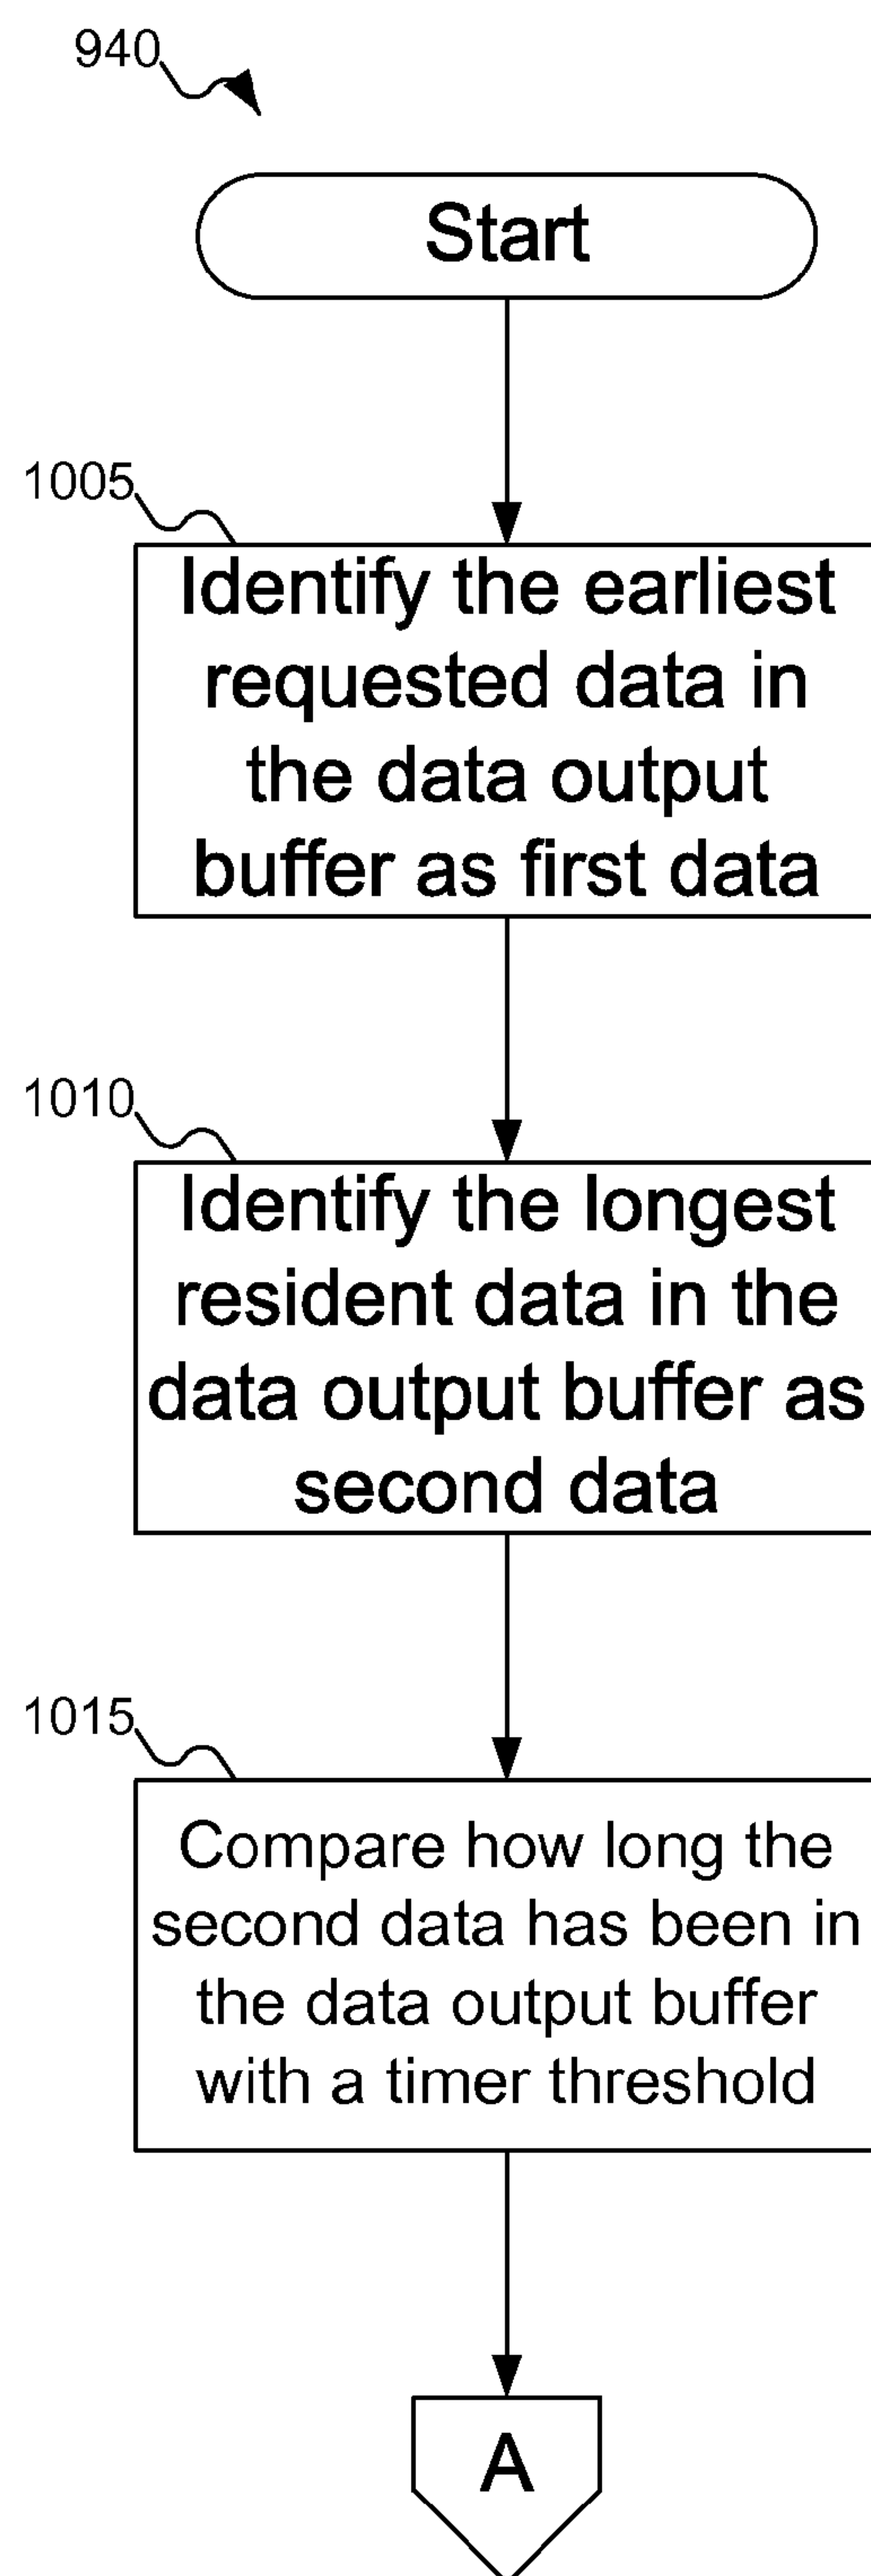 940
Start
1005
Identify the earliest
requested data in
the data output
buffer as first data
1010
Identify the longest
resident data in the
data output buffer as
second data
1015
Compare how long the
second data has been in
the data output buffer
with a timer threshold
A